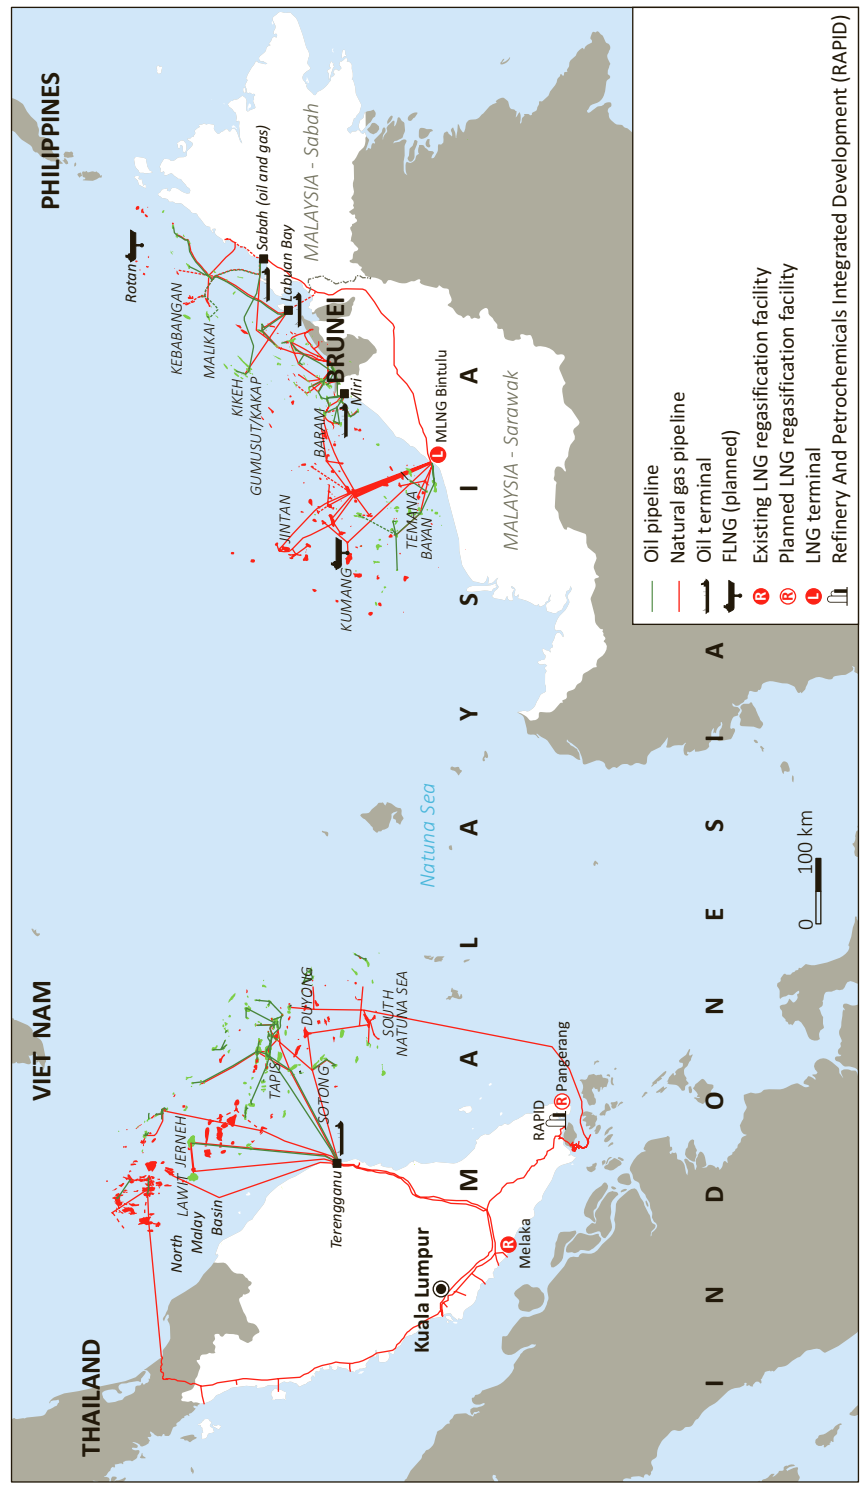 THAILAND
VIET NAM
PHILIPPINES
Rotan
KEBABANGAN
MALIKAI
KIKEH
GUMUSUT/KAKAP
Sabah (oil and gas)
Labuan Bay
MALAYSIA - Sabah
BRUNEI
BARAM
Miri
JINTAN
KUMANG
TEMANA
BAYAN
L
MLNG Bintulu
MALAYSIA - Sarawak
North
Malay
Basin
LAWIT
JERNEH
TAPIS
SOTONG
DUYONG
SOUTH
NATUNA SEA
Natuna Sea
Terengganu
MALAYSIA
Kuala Lumpur
R
Melaka
RAPID
R
Pangerang
INDONESIA
0
100 km
Oil pipeline
Natural gas pipeline
Oil terminal
FLNG (planned)
R Existing LNG regasification facility
R Planned LNG regasification facility
L LNG terminal
Refinery And Petrochemicals Integrated Development (RAPID)